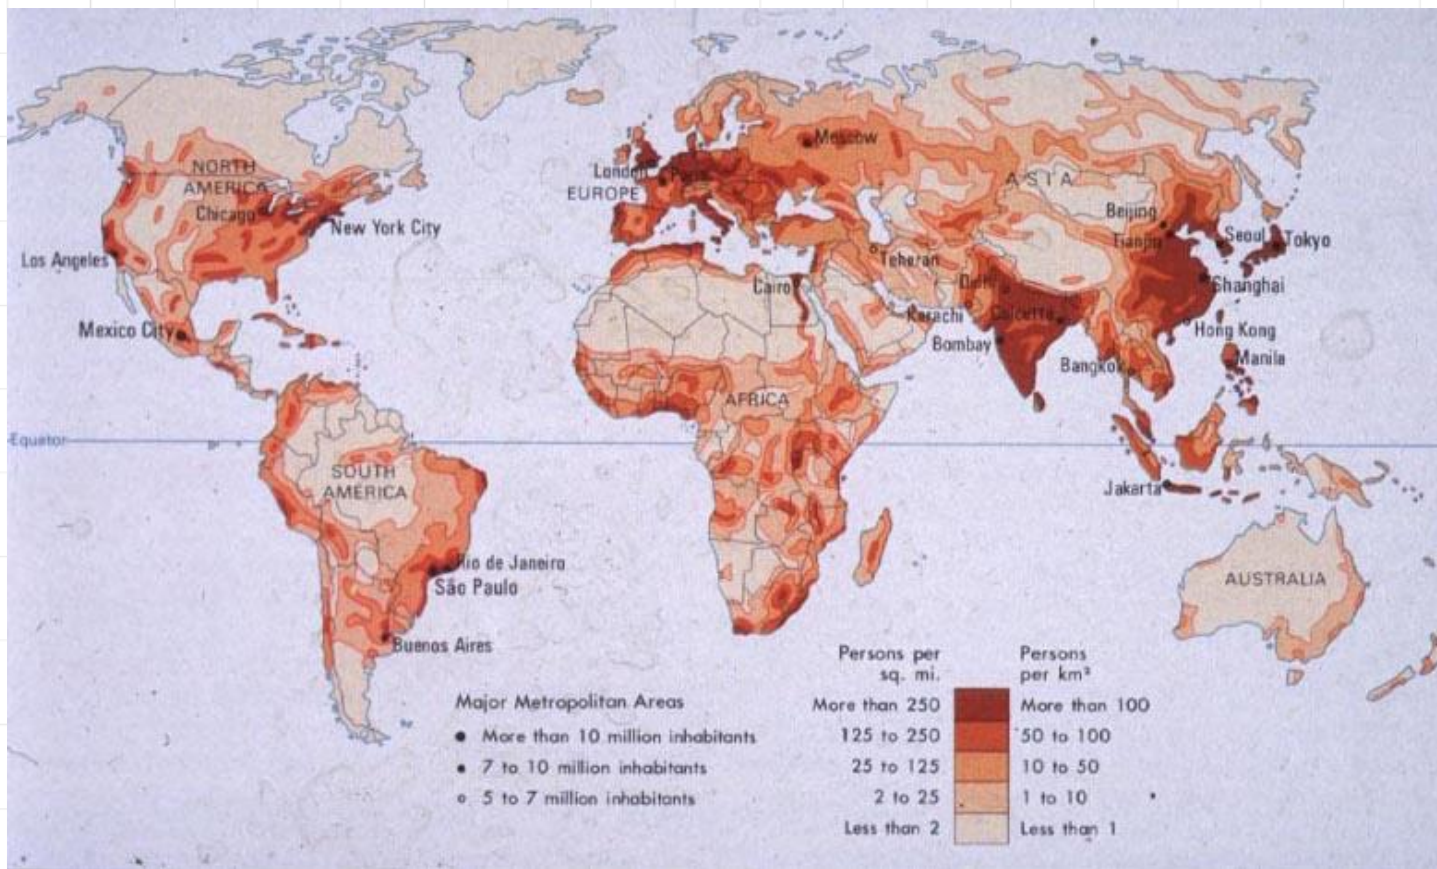 Moscow
NORTH
AMERICA
London
Paris
EUROPE
ASIA
Chicago
New York City
Beijing
Tianjin
Seoul
Tokyo
Los Angeles
Teheran
Cairo
Delhi
Shanghai
Mexico City
Karachi
Calcutta
Hong Kong
Bombay
Manila
Bangkok
AFRICA
Equator
SOUTH
AMERICA
Jakarta
Rio de Janeiro
São Paulo
AUSTRALIA
Buenos Aires
Major Metropolitan Areas
More than 10 million inhabitants
7 to 10 million inhabitants
5 to 7 million inhabitants
Persons per
sq. mi.
Persons
per km²
More than 250
More than 100
125 to 250
50 to 100
25 to 125
10 to 50
2 to 25
1 to 10
Less than 2
Less than 1